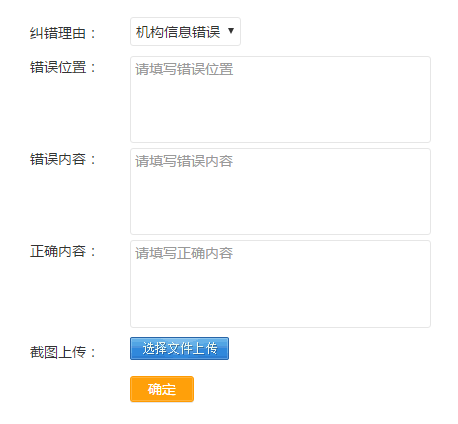 纠错理由： 机构信息错误
错误位置： 请填写错误位置
错误内容： 请填写错误内容
正确内容： 请填写正确内容
截图上传： 选择文件上传
确定